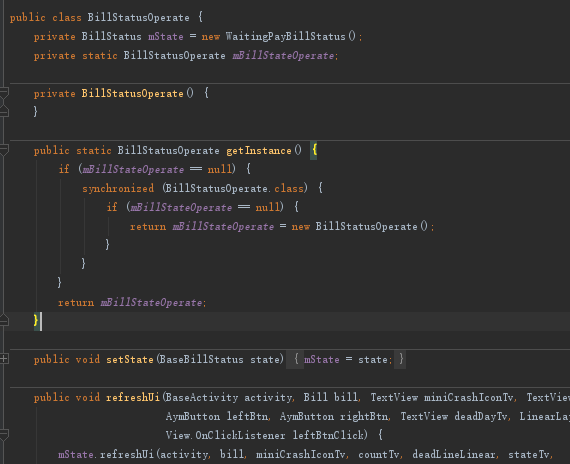 public class BillStatusOperate {
private BillStatus mState = new WaitingPayBillStatus();
private static BillStatusOperate mBillStateOperate;
private BillStatusOperate() {
}
public static BillStatusOperate getInstance() {
if (mBillStateOperate == null) {
synchronized (BillStatusOperate.class) {
if (mBillStateOperate == null) {
return mBillStateOperate = new BillStatusOperate();
}
}
}
return mBillStateOperate;
}
public void setState(BaseBillStatus state) { mState = state; }
public void refreshUi(BaseActivity activity, Bill bill, TextView miniCrashIconTv, TextView
AymButton leftBtn, AymButton rightBtn, TextView deadDayTv, LinearLay
View.OnClickListener leftBtnClick) {
mState.refreshUi(activity, bill, miniCrashIconTv, countTv, deadLineLinear, stateTv,